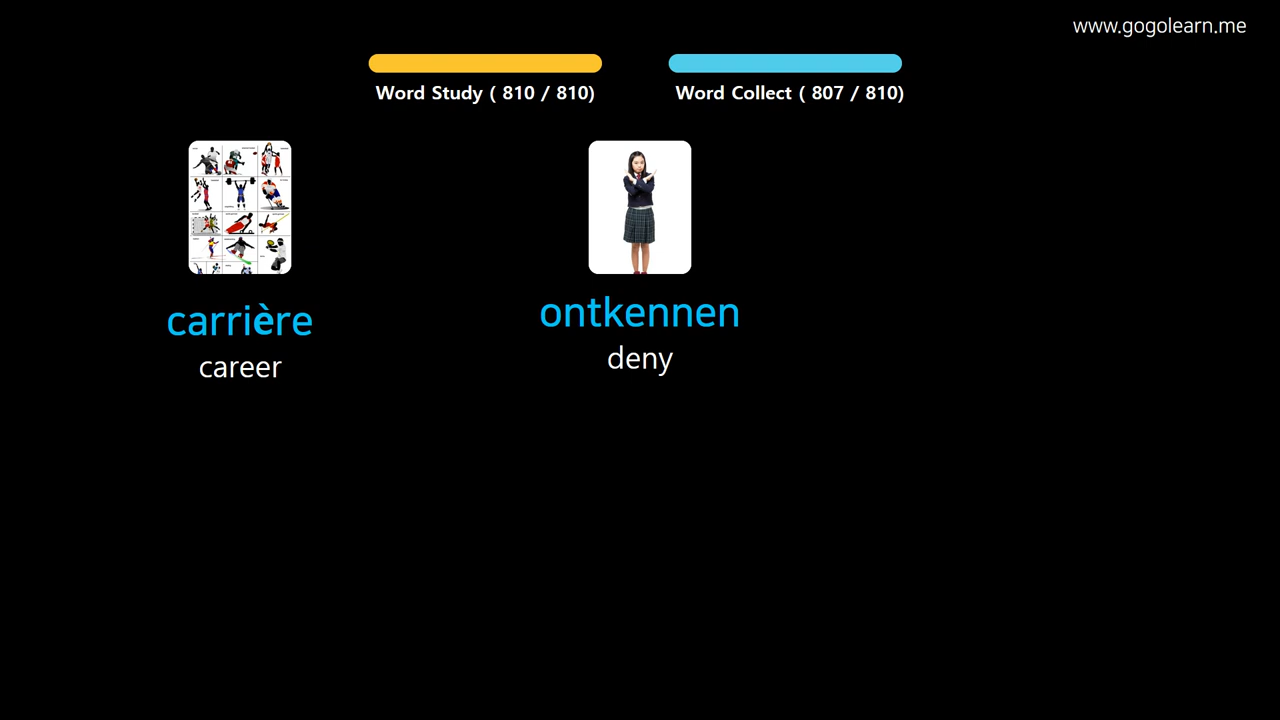 www.gogolearn.me
Word Study ( 810 / 810)
Word Collect ( 807 / 810)
carrière
career
ontkennen
deny